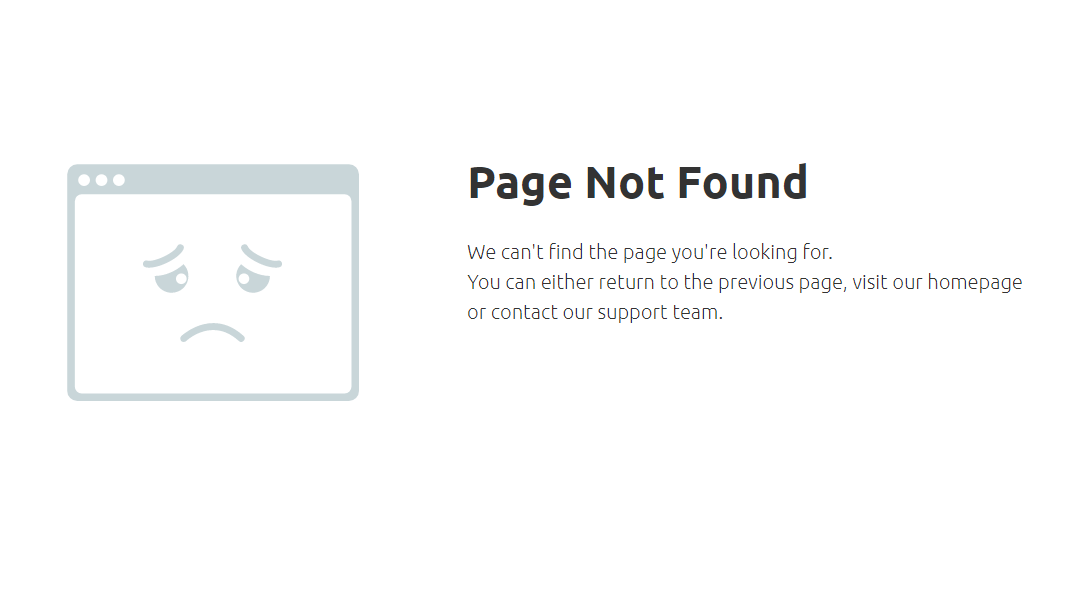 Page Not Found
We can't find the page you're looking for.
You can either return to the previous page, visit our homepage
or contact our support team.